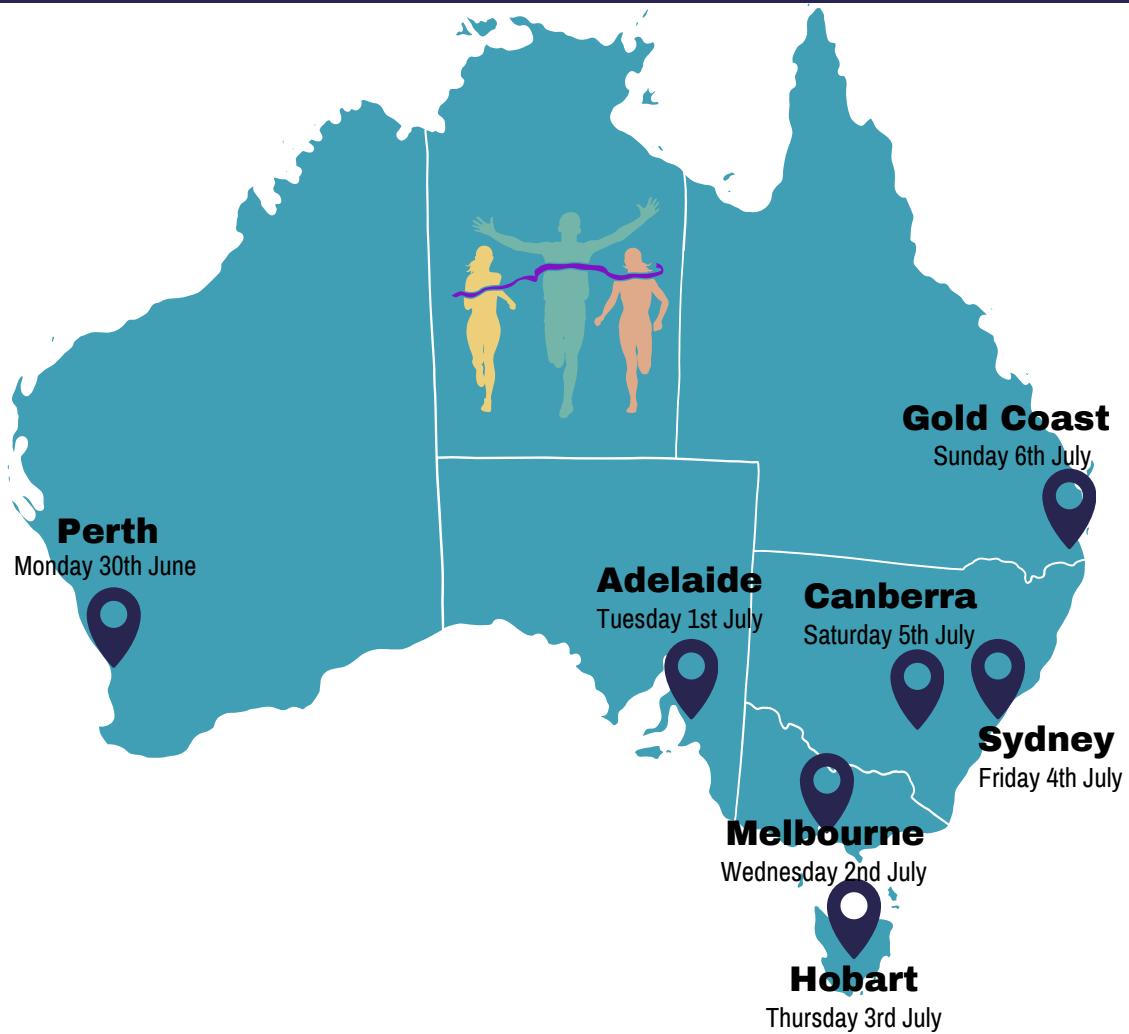 Gold Coast
Sunday 6th July
Perth
Monday 30th June
Adelaide
Tuesday 1st July
Canberra
Saturday 5th July
Sydney
Friday 4th July
Melbourne
Wednesday 2nd July
Hobart
Thursday 3rd July